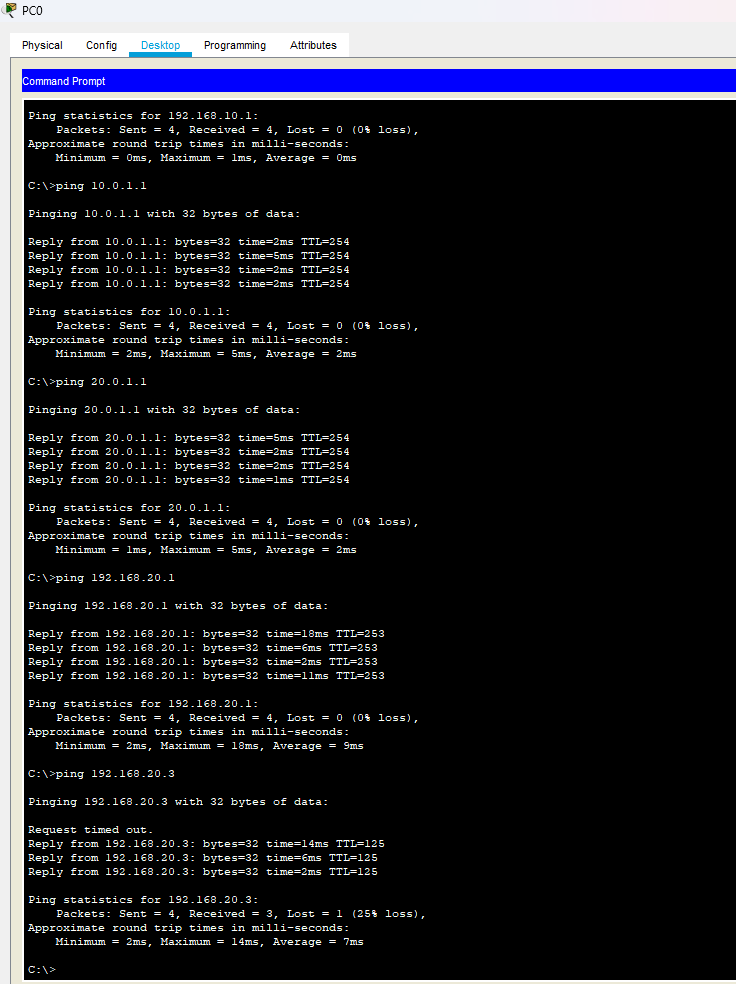 PC0
Physical Config Desktop Programming Attributes
Command Prompt
Ping statistics for 192.168.10.1:
    Packets: Sent = 4, Received = 4, Lost = 0 (0% loss),
Approximate round trip times in milli-seconds:
    Minimum = 0ms, Maximum = 1ms, Average = 0ms
C:\>ping 10.0.1.1
Pinging 10.0.1.1 with 32 bytes of data:
Reply from 10.0.1.1: bytes=32 time=2ms TTL=254
Reply from 10.0.1.1: bytes=32 time=5ms TTL=254
Reply from 10.0.1.1: bytes=32 time=2ms TTL=254
Reply from 10.0.1.1: bytes=32 time=2ms TTL=254
Ping statistics for 10.0.1.1:
    Packets: Sent = 4, Received = 4, Lost = 0 (0% loss),
Approximate round trip times in milli-seconds:
    Minimum = 2ms, Maximum = 5ms, Average = 2ms
C:\>ping 20.0.1.1
Pinging 20.0.1.1 with 32 bytes of data:
Reply from 20.0.1.1: bytes=32 time=5ms TTL=254
Reply from 20.0.1.1: bytes=32 time=2ms TTL=254
Reply from 20.0.1.1: bytes=32 time=2ms TTL=254
Reply from 20.0.1.1: bytes=32 time=1ms TTL=254
Ping statistics for 20.0.1.1:
    Packets: Sent = 4, Received = 4, Lost = 0 (0% loss),
Approximate round trip times in milli-seconds:
    Minimum = 1ms, Maximum = 5ms, Average = 2ms
C:\>ping 192.168.20.1
Pinging 192.168.20.1 with 32 bytes of data:
Reply from 192.168.20.1: bytes=32 time=18ms TTL=253
Reply from 192.168.20.1: bytes=32 time=6ms TTL=253
Reply from 192.168.20.1: bytes=32 time=2ms TTL=253
Reply from 192.168.20.1: bytes=32 time=11ms TTL=253
Ping statistics for 192.168.20.1:
    Packets: Sent = 4, Received = 4, Lost = 0 (0% loss),
Approximate round trip times in milli-seconds:
    Minimum = 2ms, Maximum = 18ms, Average = 9ms
C:\>ping 192.168.20.3
Pinging 192.168.20.3 with 32 bytes of data:
Request timed out.
Reply from 192.168.20.3: bytes=32 time=14ms TTL=125
Reply from 192.168.20.3: bytes=32 time=6ms TTL=125
Reply from 192.168.20.3: bytes=32 time=2ms TTL=125
Ping statistics for 192.168.20.3:
    Packets: Sent = 4, Received = 3, Lost = 1 (25% loss),
Approximate round trip times in milli-seconds:
    Minimum = 2ms, Maximum = 14ms, Average = 7ms
C:\>